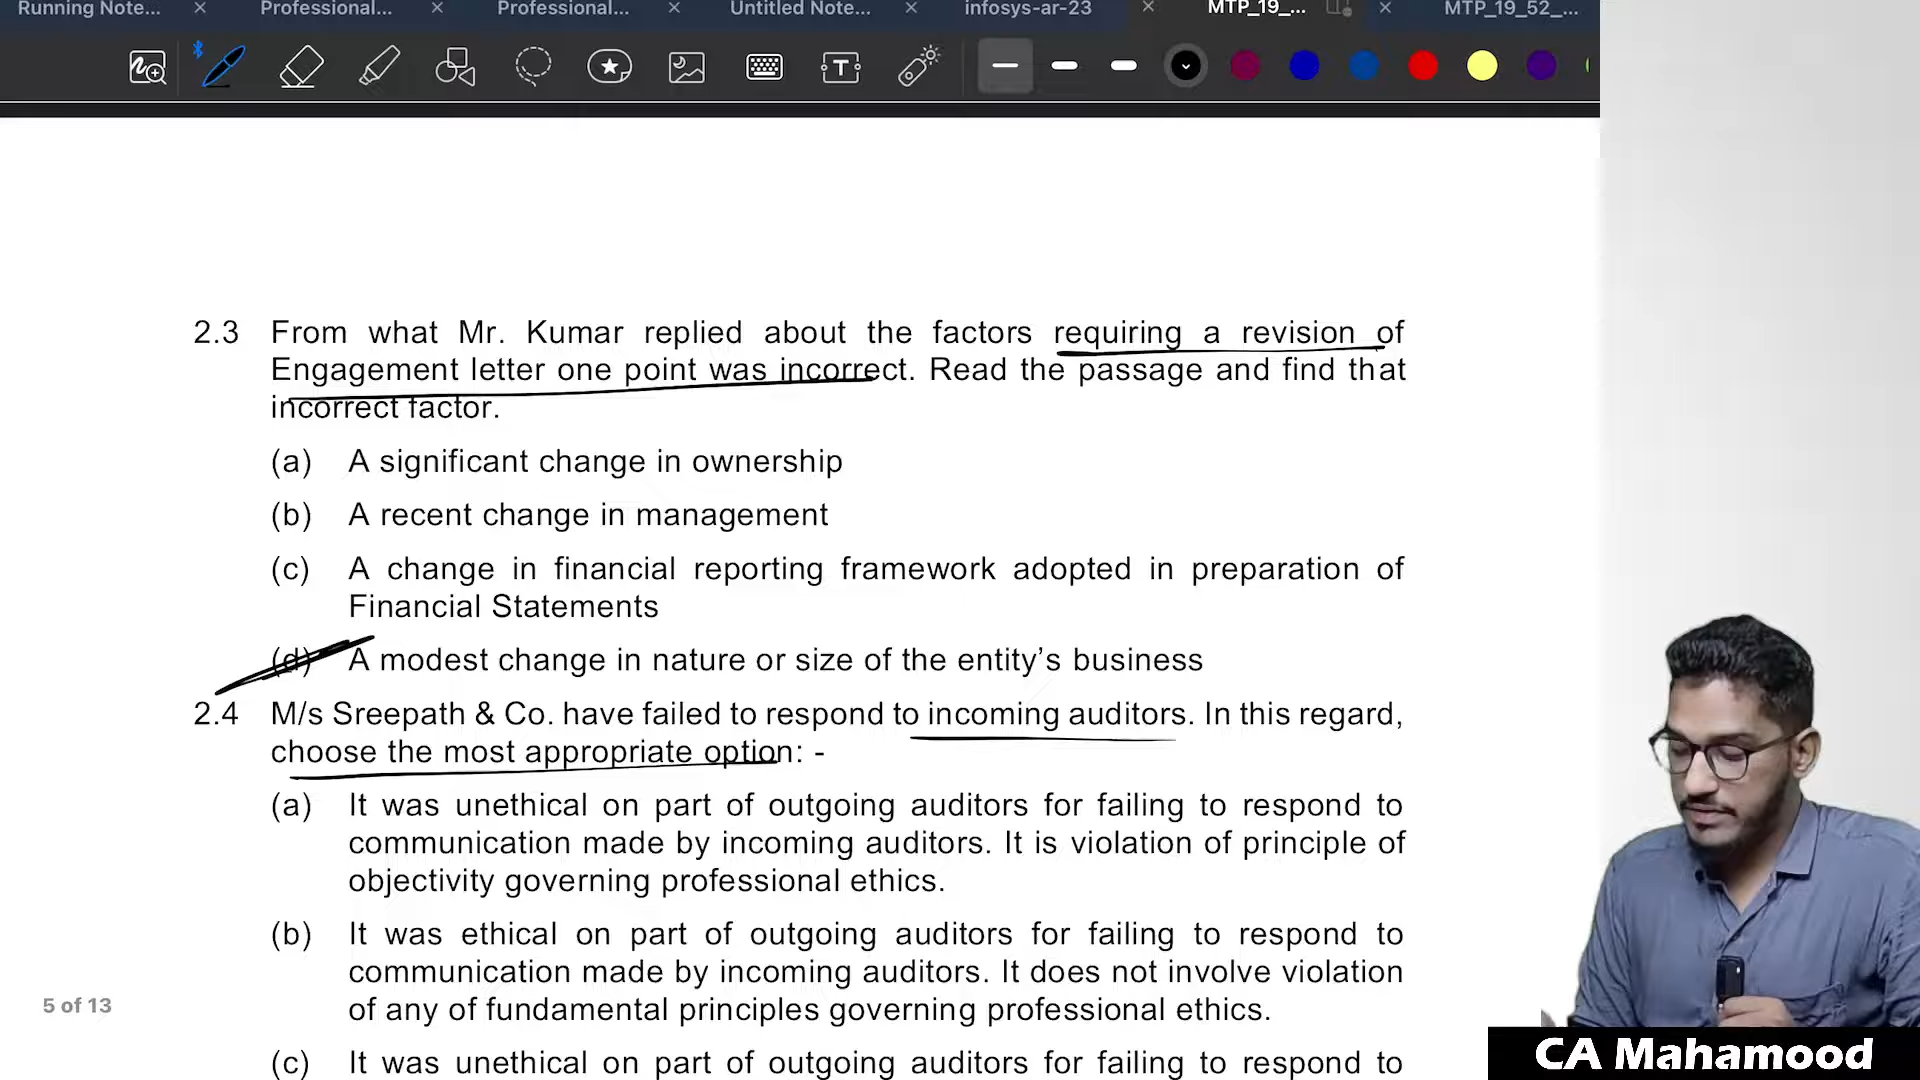 Running Note...
Professional...
Professional...
Untitled Note...
infosys-ar-23
MTP_19_...
MTP_19_52_...
T
2.3 From what Mr. Kumar replied about the factors requiring a revision of
Engagement letter one point was incorrect. Read the passage and find that
incorrect factor.
(a) A significant change in ownership
(b) A recent change in management
(c) A change in financial reporting framework adopted in preparation of
Financial Statements
(d) A modest change in nature or size of the entity’s business
2.4 M/s Sreepath & Co. have failed to respond to incoming auditors. In this regard,
choose the most appropriate option: -
(a) It was unethical on part of outgoing auditors for failing to respond to
communication made by incoming auditors. It is violation of principle of
objectivity governing professional ethics.
(b) It was ethical on part of outgoing auditors for failing to respond to
communication made by incoming auditors. It does not involve violation
of any of fundamental principles governing professional ethics.
(c) It was unethical on part of outgoing auditors for failing to respond to
5 of 13
CA Mahamood